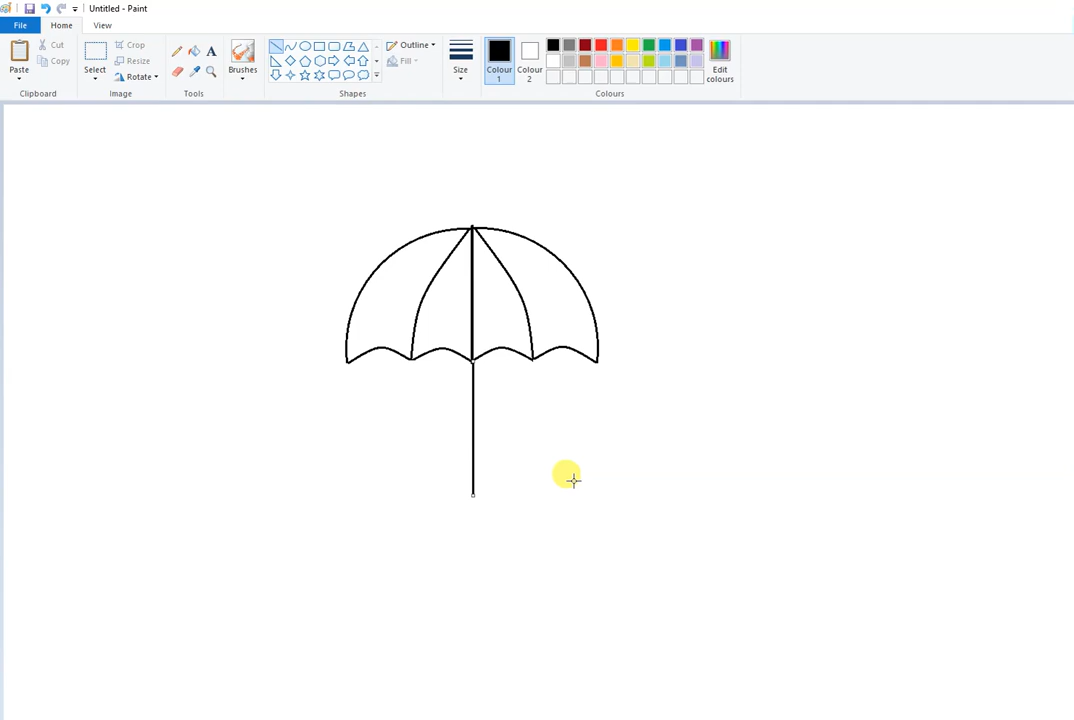 Untitled - Paint
File Home View
Paste
Cut
Copy
Clipboard
Select
Crop
Resize
Rotate
Image
A
Tools
Brushes
Outline
Fill
Shapes
Size
Colour 1
Colour 2
Edit colours
Colours